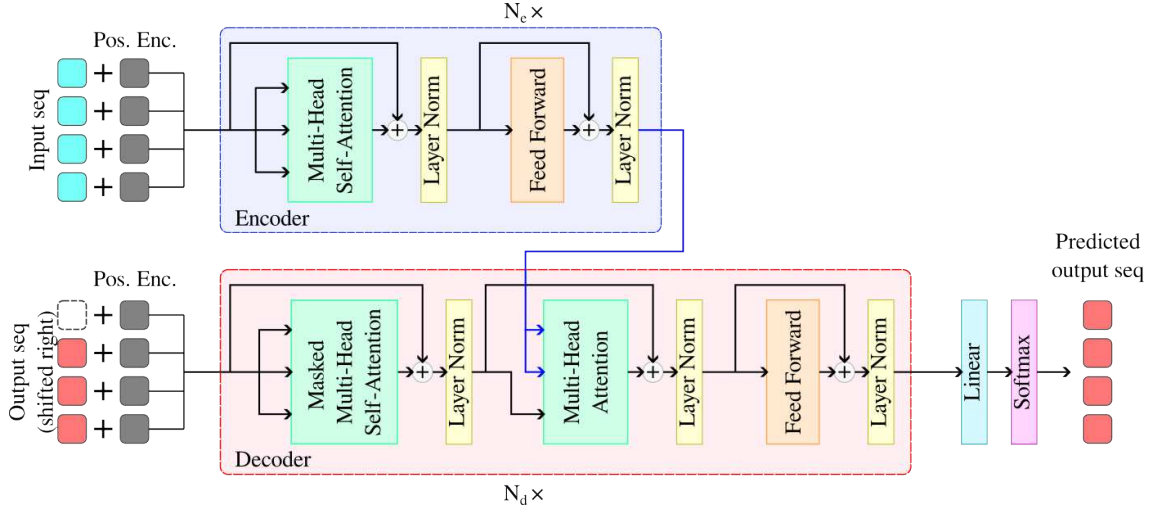 N_e ×
Pos. Enc.
Input seq
+
+
+
+
Multi-Head
Self-Attention
+
Layer Norm
Feed Forward
+
Layer Norm
Encoder
Pos. Enc.
Output seq
(shifted right)
+
+
+
+
Masked
Multi-Head
Self-Attention
+
Layer Norm
Multi-Head
Attention
+
Layer Norm
Feed Forward
+
Layer Norm
Decoder
N_d ×
Linear
Softmax
Predicted
output seq